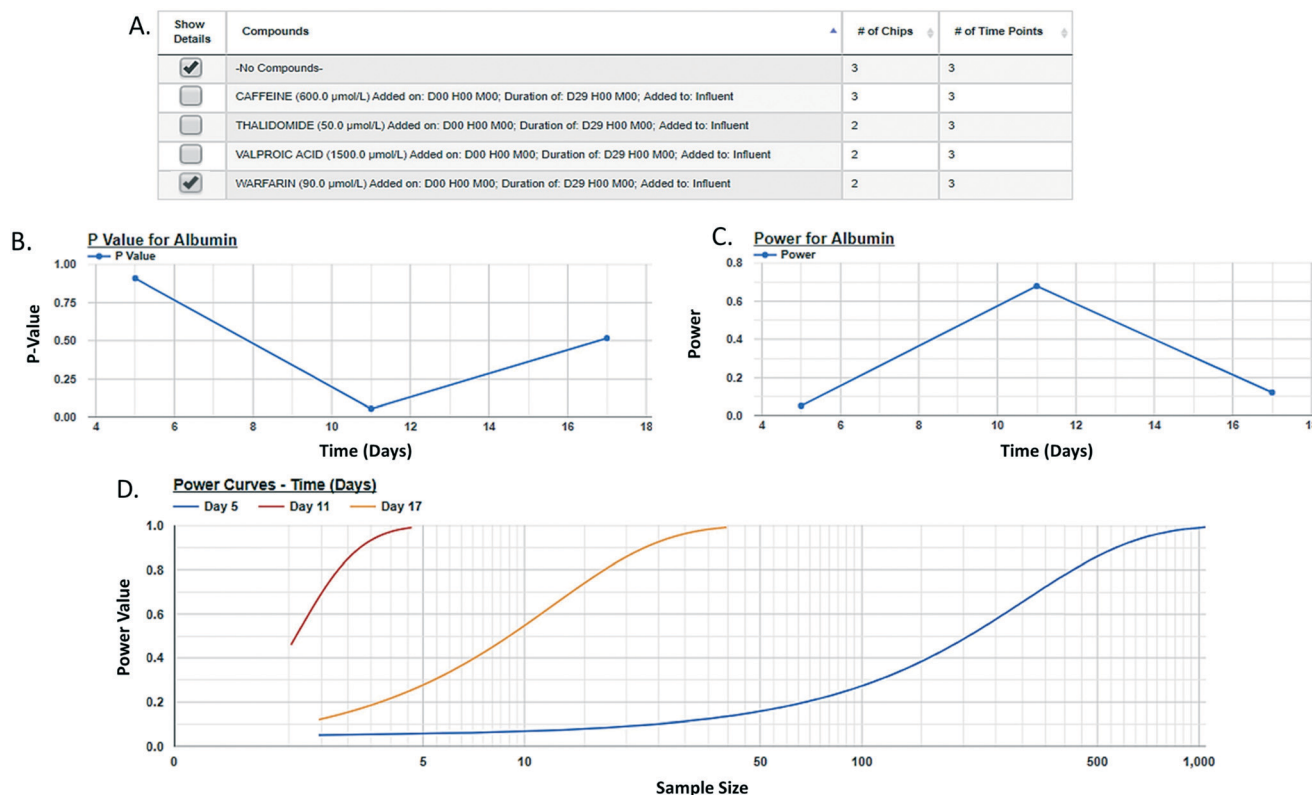 A.
Show Details Compounds # of Chips # of Time Points
-No Compounds- 3 3
CAFFEINE (600.0 µmol/L) Added on: D00 H00 M00; Duration of: D29 H00 M00; Added to: Influent 3 3
THALIDOMIDE (50.0 µmol/L) Added on: D00 H00 M00; Duration of: D29 H00 M00; Added to: Influent 2 3
VALPROIC ACID (1500.0 µmol/L) Added on: D00 H00 M00; Duration of: D29 H00 M00; Added to: Influent 2 3
WARFARIN (90.0 µmol/L) Added on: D00 H00 M00; Duration of: D29 H00 M00; Added to: Influent 2 3
B.
P Value for Albumin
P Value
1.00
0.75
0.50
0.25
0.00
P-Value
4 6 8 10 12 14 16 18
Time (Days)
C.
Power for Albumin
Power
0.8
0.6
0.4
0.2
0.0
Power
4 6 8 10 12 14 16 18
Time (Days)
D.
Power Curves - Time (Days)
Day 5 Day 11 Day 17
1.0
0.8
0.6
0.4
0.2
0.0
Power Value
0 5 10 50 100 500 1,000
Sample Size